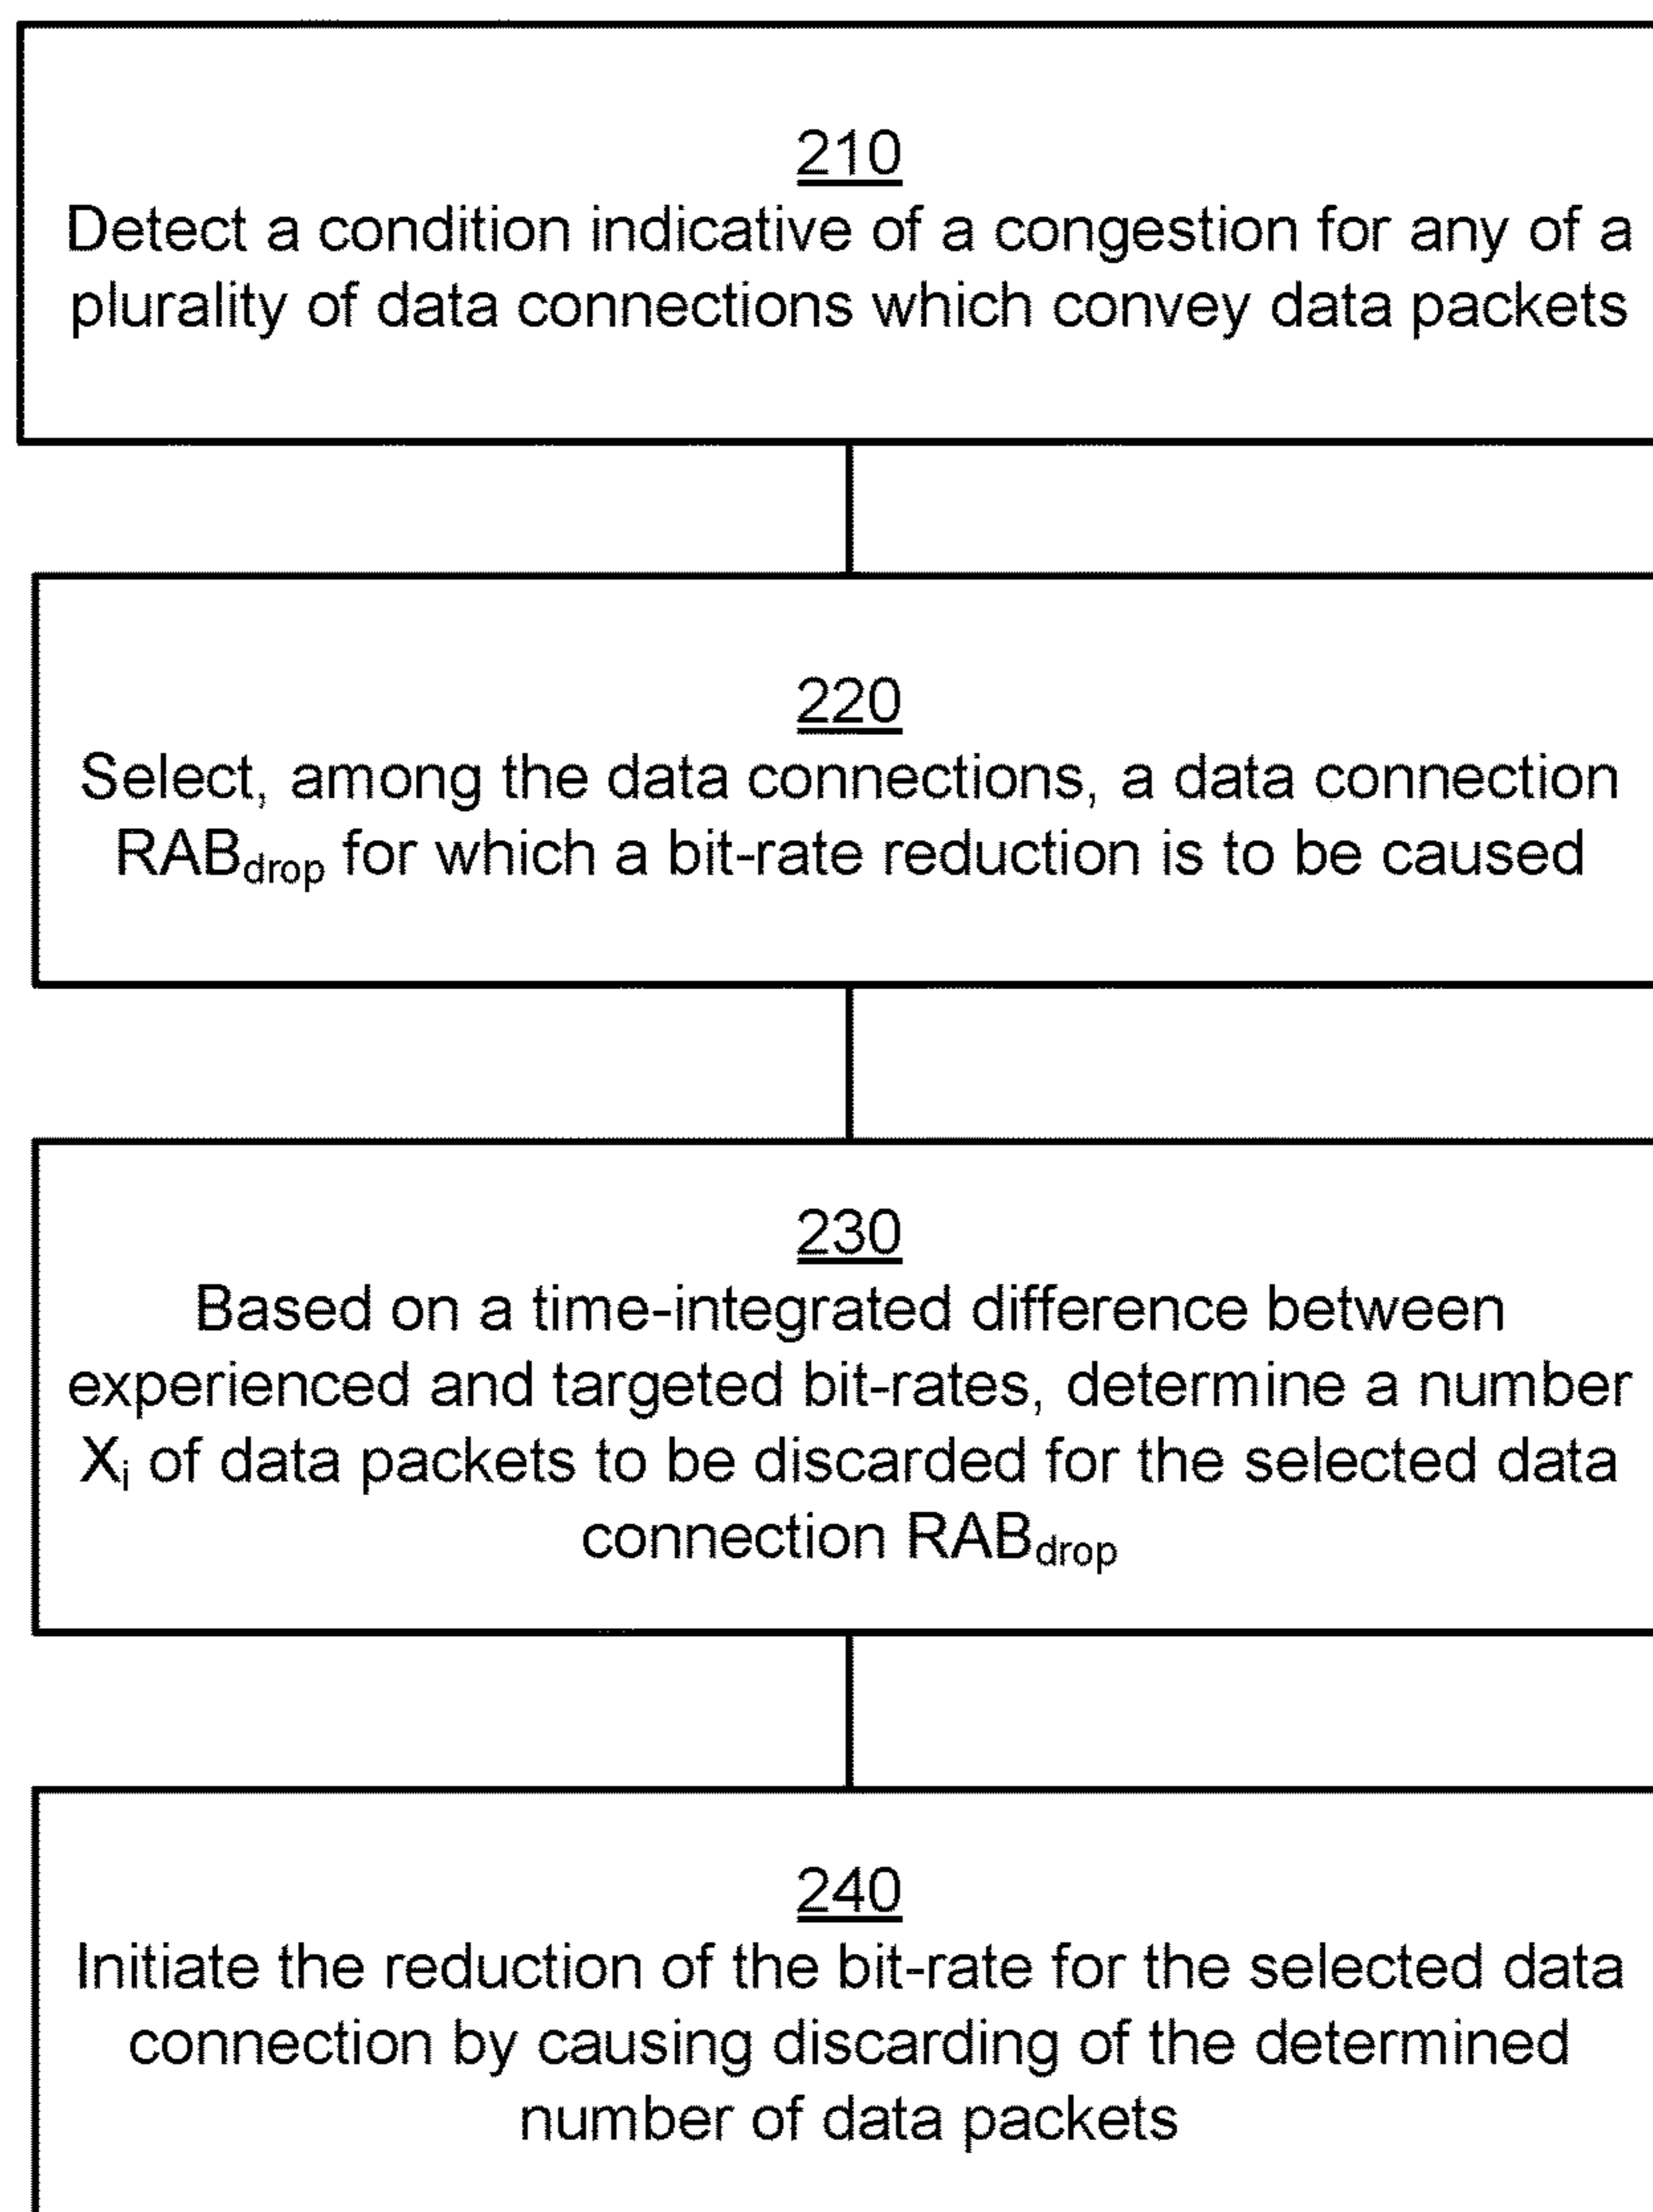 210
Detect a condition indicative of a congestion for any of a
plurality of data connections which convey data packets
220
Select, among the data connections, a data connection
RAB_drop for which a bit-rate reduction is to be caused
230
Based on a time-integrated difference between
experienced and targeted bit-rates, determine a number
X_i of data packets to be discarded for the selected data
connection RAB_drop
240
Initiate the reduction of the bit-rate for the selected data
connection by causing discarding of the determined
number of data packets